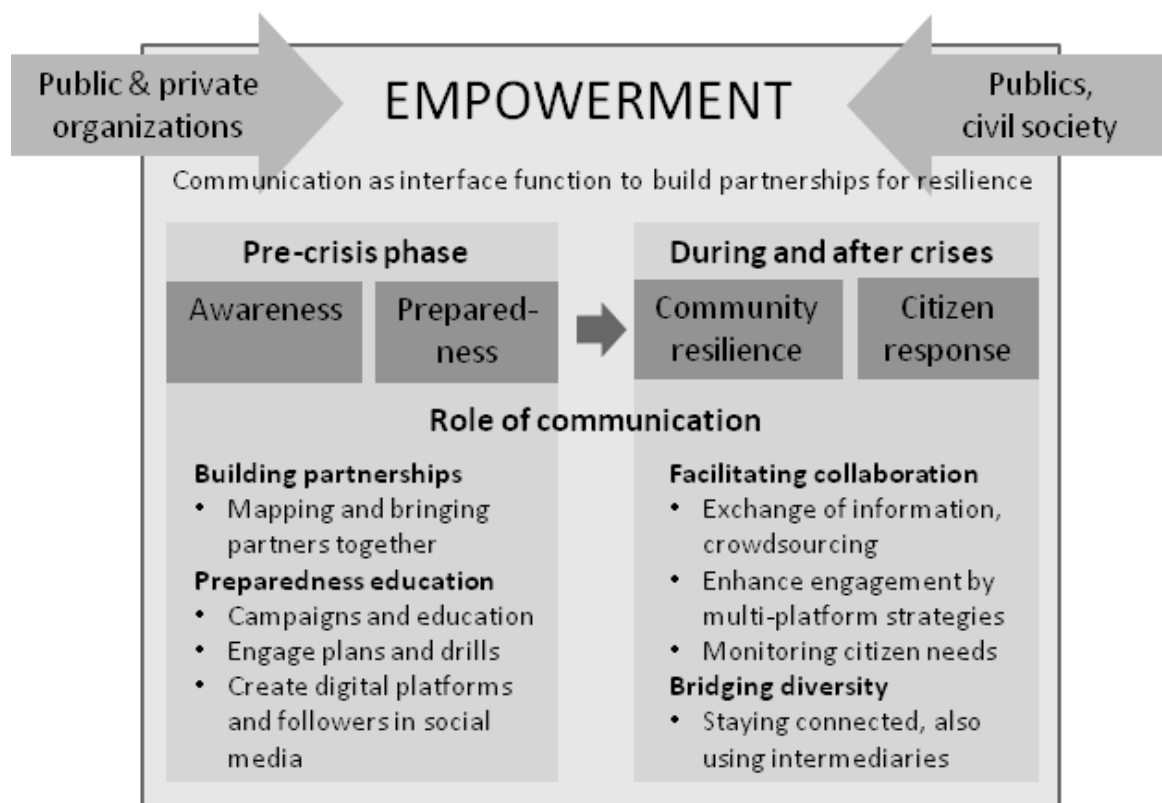 Public & private
organizations
EMPOWERMENT
Publics,
civil society
Communication as interface function to build partnerships for resilience
Pre-crisis phase
Awareness
Prepared-
ness
During and after crises
Community
resilience
Citizen
response
Role of communication
Building partnerships
• Mapping and bringing
partners together
Preparedness education
• Campaigns and education
• Engage plans and drills
• Create digital platforms
and followers in social
media
Facilitating collaboration
• Exchange of information,
crowdsourcing
• Enhance engagement by
multi-platform strategies
• Monitoring citizen needs
Bridging diversity
• Staying connected, also
using intermediaries